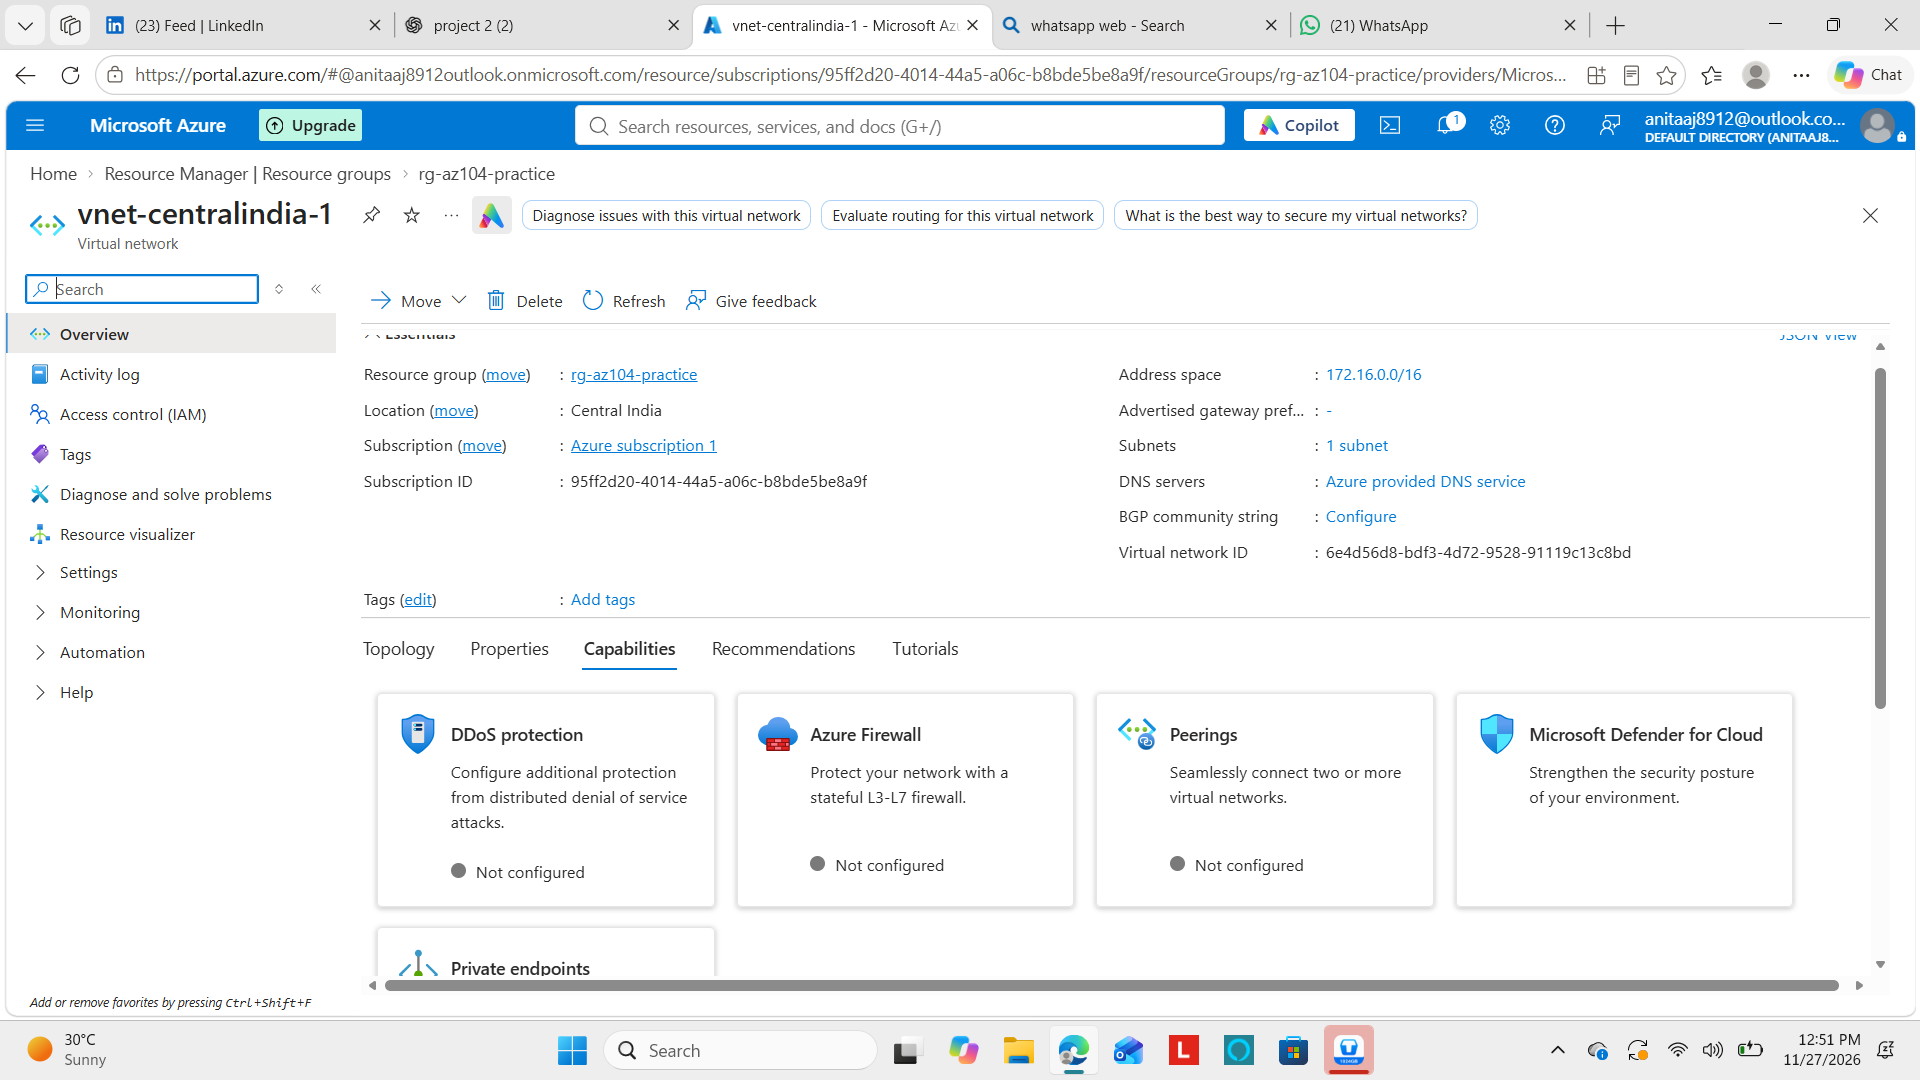 (23) Feed | LinkedIn
project 2 (2)
vnet-centralindia-1 - Microsoft Az
whatsapp web - Search
(21) WhatsApp
https://portal.azure.com/#@anitaaj8912outlook.onmicrosoft.com/resource/subscriptions/95ff2d20-4014-44a5-a06c-b8bde5be8a9f/resourceGroups/rg-az104-practice/providers/Micros...
Chat
Microsoft Azure
Upgrade
Search resources, services, and docs (G+/)
Copilot
1
anitaaj8912@outlook.co...
DEFAULT DIRECTORY (ANITAAJ8...
Home > Resource Manager | Resource groups > rg-az104-practice
vnet-centralindia-1
Virtual network
Diagnose issues with this virtual network
Evaluate routing for this virtual network
What is the best way to secure my virtual networks?
Search
Move
Delete
Refresh
Give feedback
Overview
Activity log
Access control (IAM)
Tags
Diagnose and solve problems
Resource visualizer
Settings
Monitoring
Automation
Help
Add or remove favorites by pressing Ctrl+Shift+F
Essentials
JSON View
Resource group (move) : rg-az104-practice
Location (move) : Central India
Subscription (move) : Azure subscription 1
Subscription ID : 95ff2d20-4014-44a5-a06c-b8bde5be8a9f
Address space : 172.16.0.0/16
Advertised gateway pref... : -
Subnets : 1 subnet
DNS servers : Azure provided DNS service
BGP community string : Configure
Virtual network ID : 6e4d56d8-bdf3-4d72-9528-91119c13c8bd
Tags (edit) : Add tags
Topology
Properties
Capabilities
Recommendations
Tutorials
DDoS protection
Configure additional protection
from distributed denial of service
attacks.
Not configured
Azure Firewall
Protect your network with a
stateful L3-L7 firewall.
Not configured
Peerings
Seamlessly connect two or more
virtual networks.
Not configured
Microsoft Defender for Cloud
Strengthen the security posture
of your environment.
Private endpoints
30°C
Sunny
Search
12:51 PM
11/27/2026